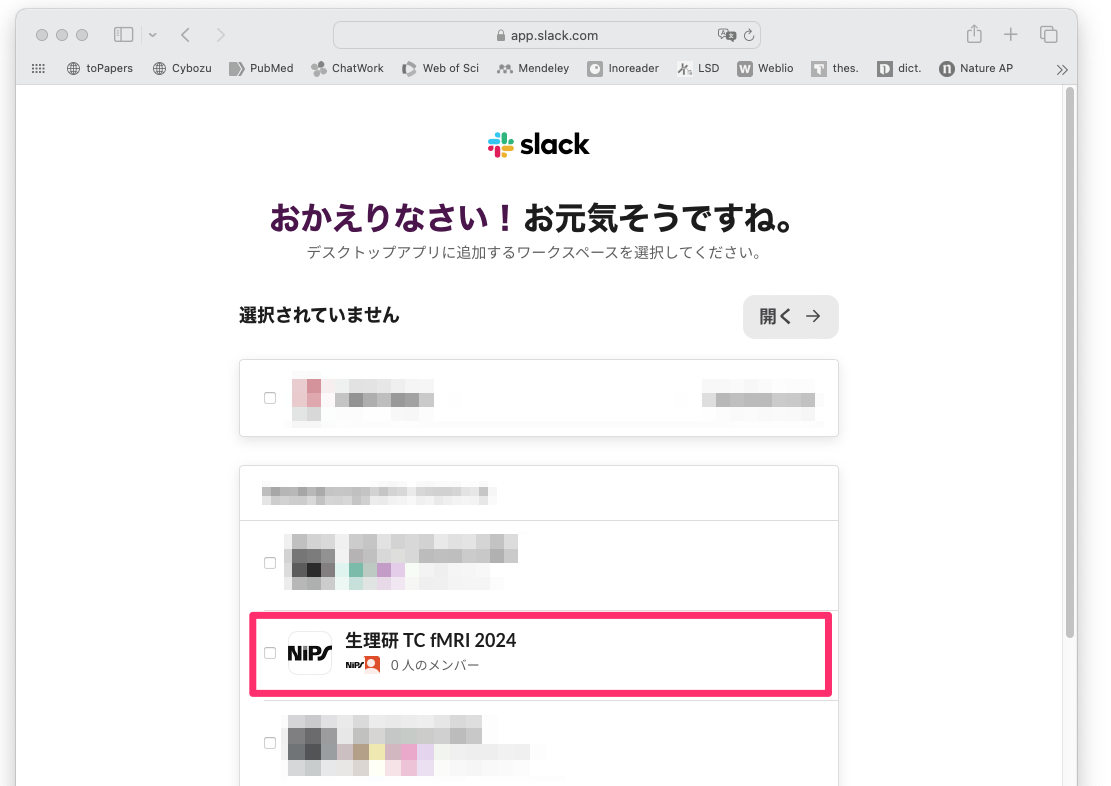 app.slack.com
toPapers Cybozu PubMed ChatWork Web of Sci Mendeley Inoreader LSD W Weblio T thes. D dict. n Nature AP
slack
おかえりなさい！お元気そうですね。
デスクトップアプリに追加するワークスペースを選択してください。
選択されていません
開く →
NiPS 生理研 TC fMRI 2024
NiPS 0 人のメンバー